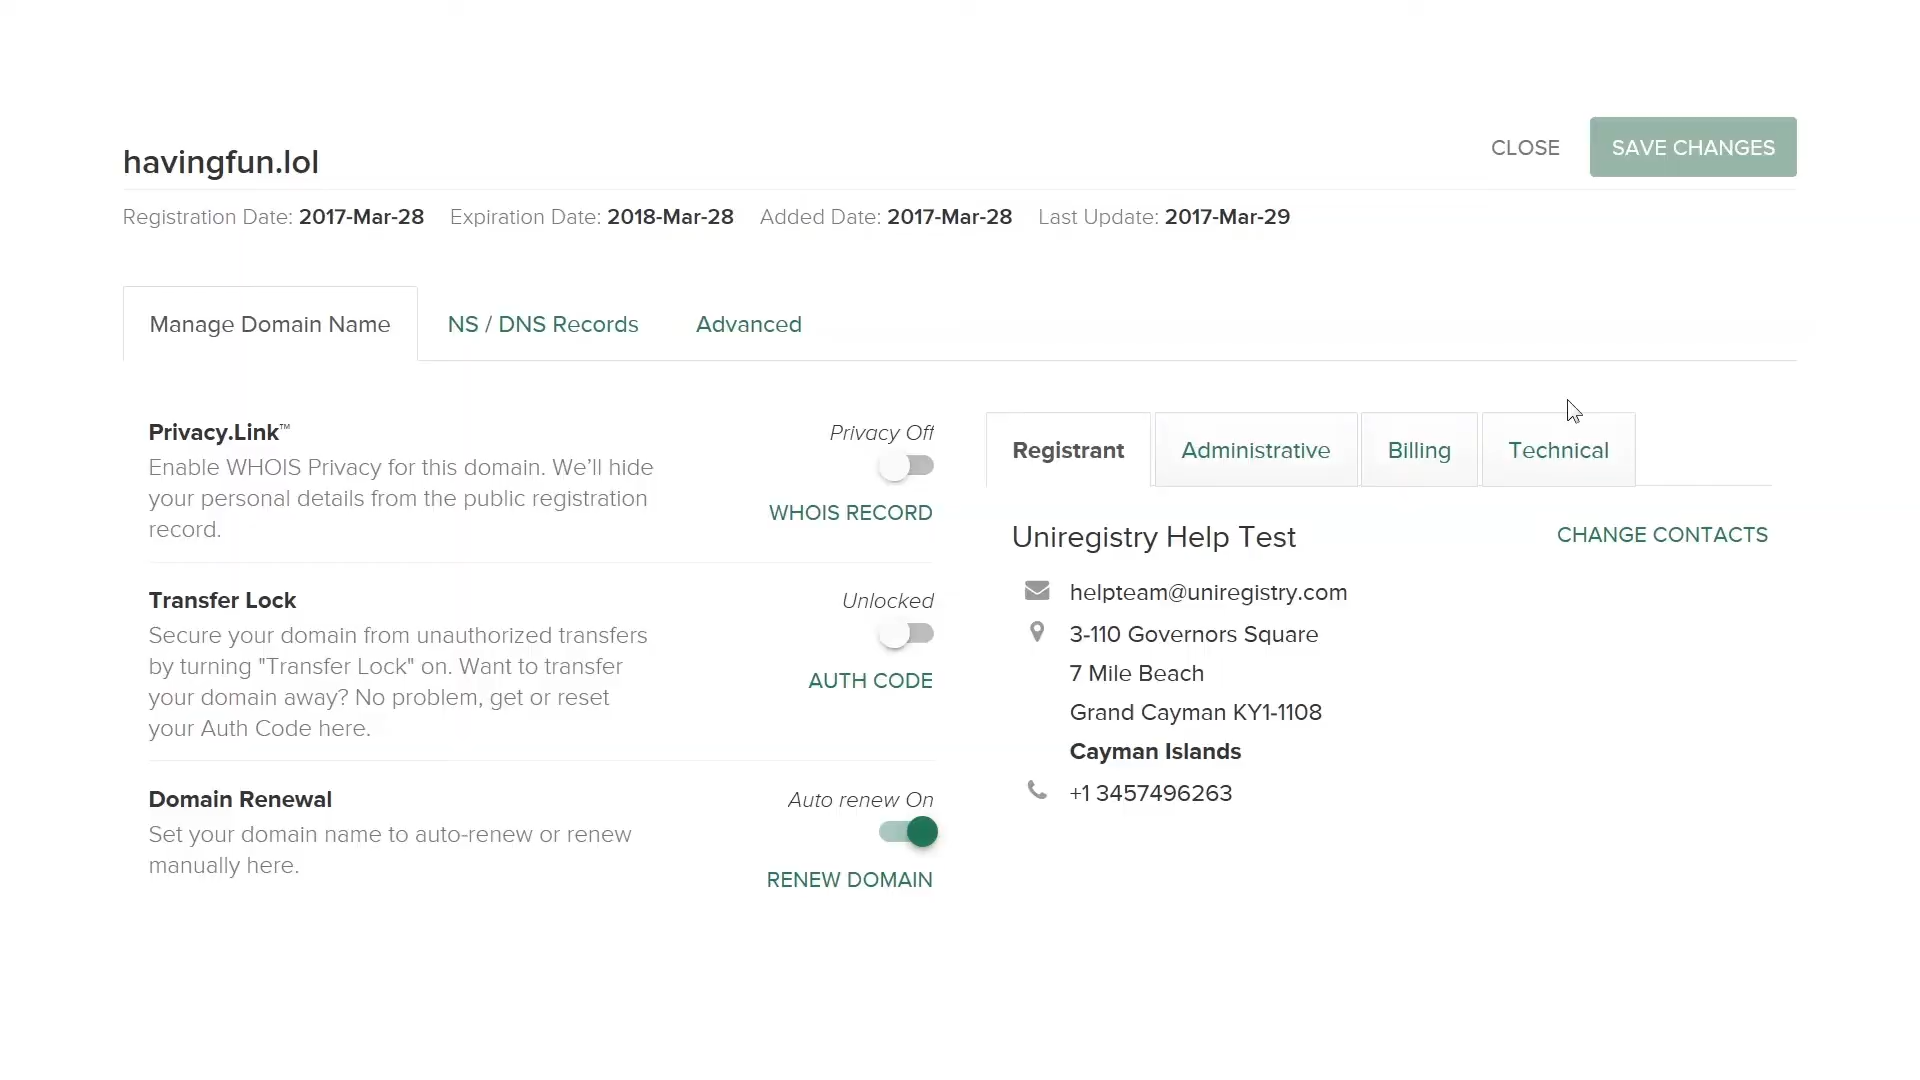 havingfun.lol
CLOSE
SAVE CHANGES
Registration Date: 2017-Mar-28 Expiration Date: 2018-Mar-28 Added Date: 2017-Mar-28 Last Update: 2017-Mar-29
Manage Domain Name
NS / DNS Records
Advanced
Privacy.Link™
Privacy Off
Enable WHOIS Privacy for this domain. We’ll hide
your personal details from the public registration
record.
WHOIS RECORD
Transfer Lock
Unlocked
Secure your domain from unauthorized transfers
by turning "Transfer Lock" on. Want to transfer
your domain away? No problem, get or reset
your Auth Code here.
AUTH CODE
Domain Renewal
Auto renew On
Set your domain name to auto-renew or renew
manually here.
RENEW DOMAIN
Registrant
Administrative
Billing
Technical
Uniregistry Help Test
CHANGE CONTACTS
helpteam@uniregistry.com
3-110 Governors Square
7 Mile Beach
Grand Cayman KY1-1108
Cayman Islands
+1 3457496263